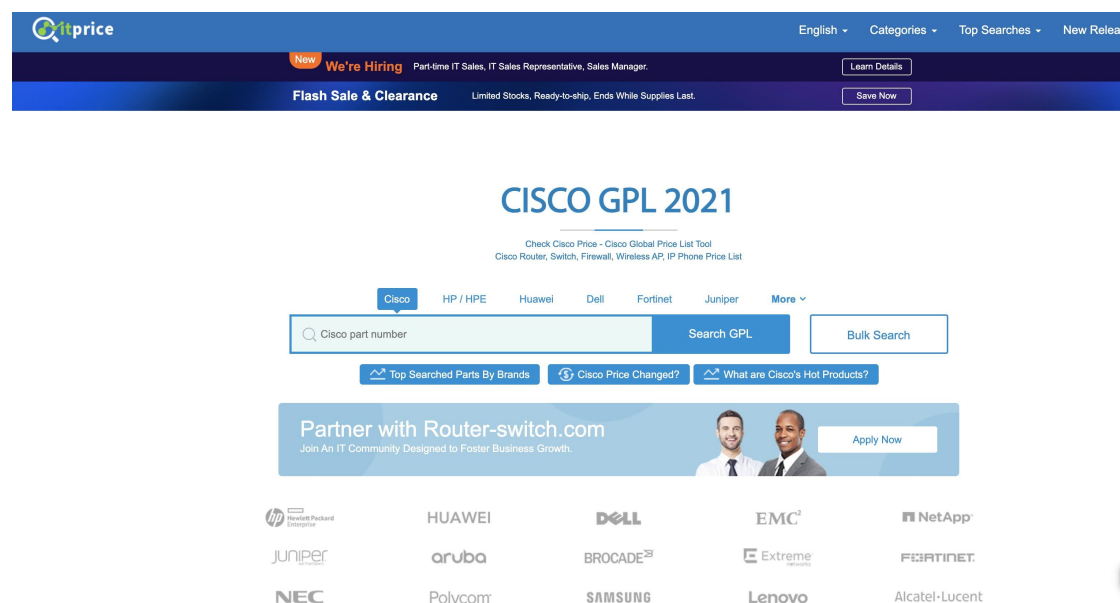 itprice
English
Categories
Top Searches
New Relea
New
We're Hiring
Part-time IT Sales, IT Sales Representative, Sales Manager.
Learn Details
Flash Sale & Clearance
Limited Stocks, Ready-to-ship, Ends While Supplies Last.
Save Now
CISCO GPL 2021
Check Cisco Price - Cisco Global Price List Tool
Cisco Router, Switch, Firewall, Wireless AP, IP Phone Price List
Cisco
HP / HPE
Huawei
Dell
Fortinet
Juniper
More
Cisco part number
Search GPL
Bulk Search
Top Searched Parts By Brands
Cisco Price Changed?
What are Cisco's Hot Products?
Partner with Router-switch.com
Join An IT Community Designed to Foster Business Growth.
Apply Now
hp
Hewlett Packard
Enterprise
HUAWEI
DELL
EMC²
NetApp
JUNIPER
NETWORKS
aruba
BROCADE
Extreme
networks
FORTINET
NEC
Polycom
SAMSUNG
Lenovo
Alcatel·Lucent